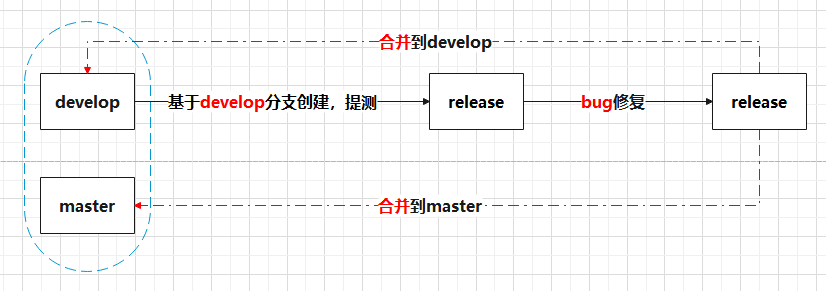 合并到develop
develop
基于develop分支创建，提测
release
bug修复
release
master
合并到master